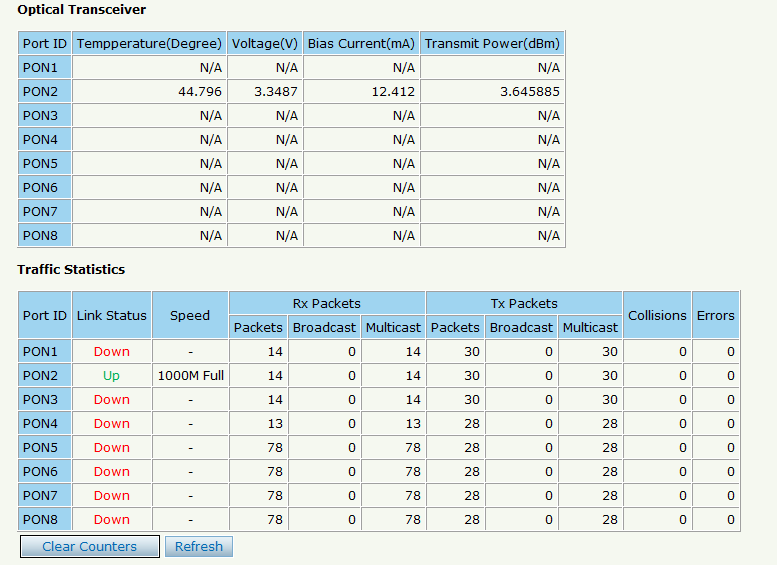 Optical Transceiver
Port ID Tempperature(Degree) Voltage(V) Bias Current(mA) Transmit Power(dBm)
PON1 N/A N/A N/A N/A
PON2 44.796 3.3487 12.412 3.645885
PON3 N/A N/A N/A N/A
PON4 N/A N/A N/A N/A
PON5 N/A N/A N/A N/A
PON6 N/A N/A N/A N/A
PON7 N/A N/A N/A N/A
PON8 N/A N/A N/A N/A
Traffic Statistics
Port ID Link Status Speed Rx Packets Tx Packets Collisions Errors
Packets Broadcast Multicast Packets Broadcast Multicast
PON1 Down - 14 0 14 30 0 30 0 0
PON2 Up 1000M Full 14 0 14 30 0 30 0 0
PON3 Down - 14 0 14 30 0 30 0 0
PON4 Down - 13 0 13 28 0 28 0 0
PON5 Down - 78 0 78 28 0 28 0 0
PON6 Down - 78 0 78 28 0 28 0 0
PON7 Down - 78 0 78 28 0 28 0 0
PON8 Down - 78 0 78 28 0 28 0 0
Clear Counters Refresh